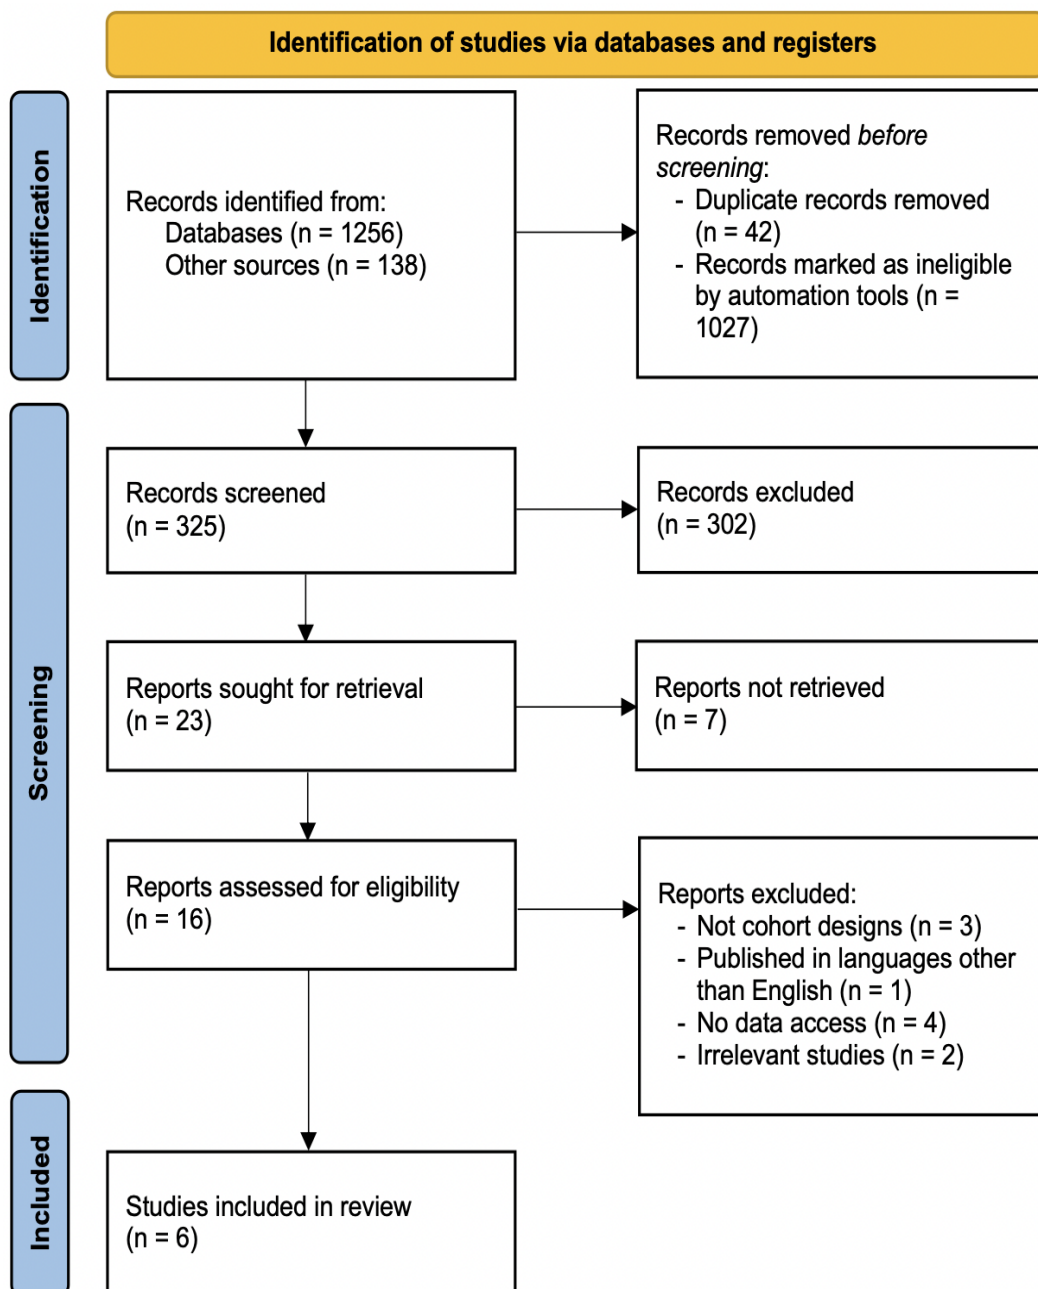 Identification of studies via databases and registers
Identification
Records identified from:
Databases (n = 1256)
Other sources (n = 138)
Records removed before
screening:
- Duplicate records removed
(n = 42)
- Records marked as ineligible
by automation tools (n =
1027)
Screening
Records screened
(n = 325)
Records excluded
(n = 302)
Reports sought for retrieval
(n = 23)
Reports not retrieved
(n = 7)
Reports assessed for eligibility
(n = 16)
Reports excluded:
- Not cohort designs (n = 3)
- Published in languages other
than English (n = 1)
- No data access (n = 4)
- Irrelevant studies (n = 2)
Included
Studies included in review
(n = 6)